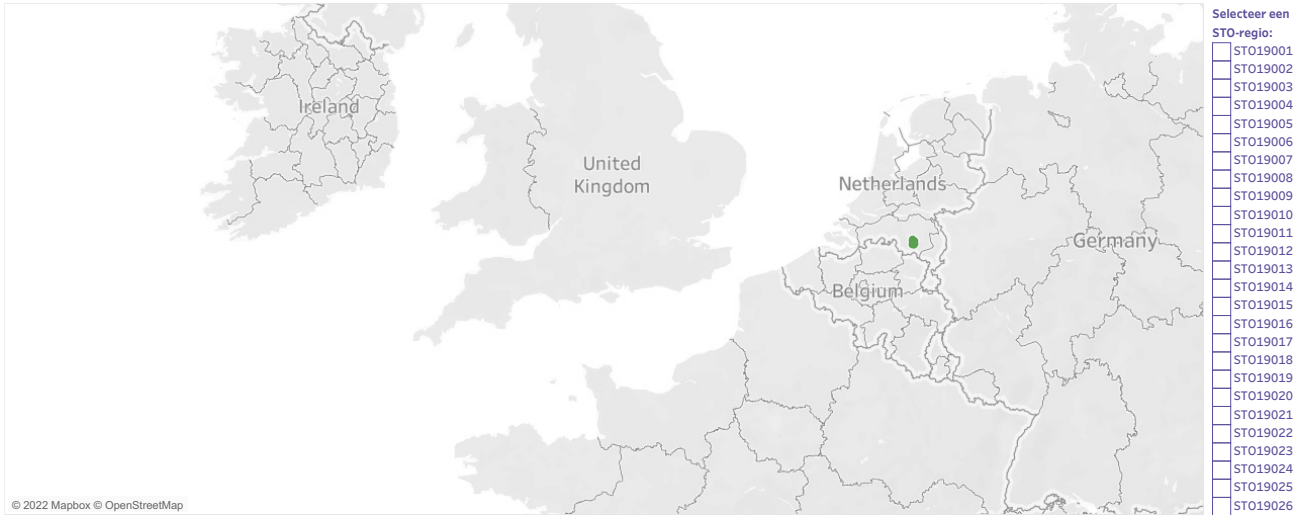 Ireland
United
Kingdom
Netherlands
Germany
Belgium
© 2022 Mapbox © OpenStreetMap
Selecteer een
STO-regio:
STO19001
STO19002
STO19003
STO19004
STO19005
STO19006
STO19007
STO19008
STO19009
STO19010
STO19011
STO19012
STO19013
STO19014
STO19015
STO19016
STO19017
STO19018
STO19019
STO19020
STO19021
STO19022
STO19023
STO19024
STO19025
STO19026